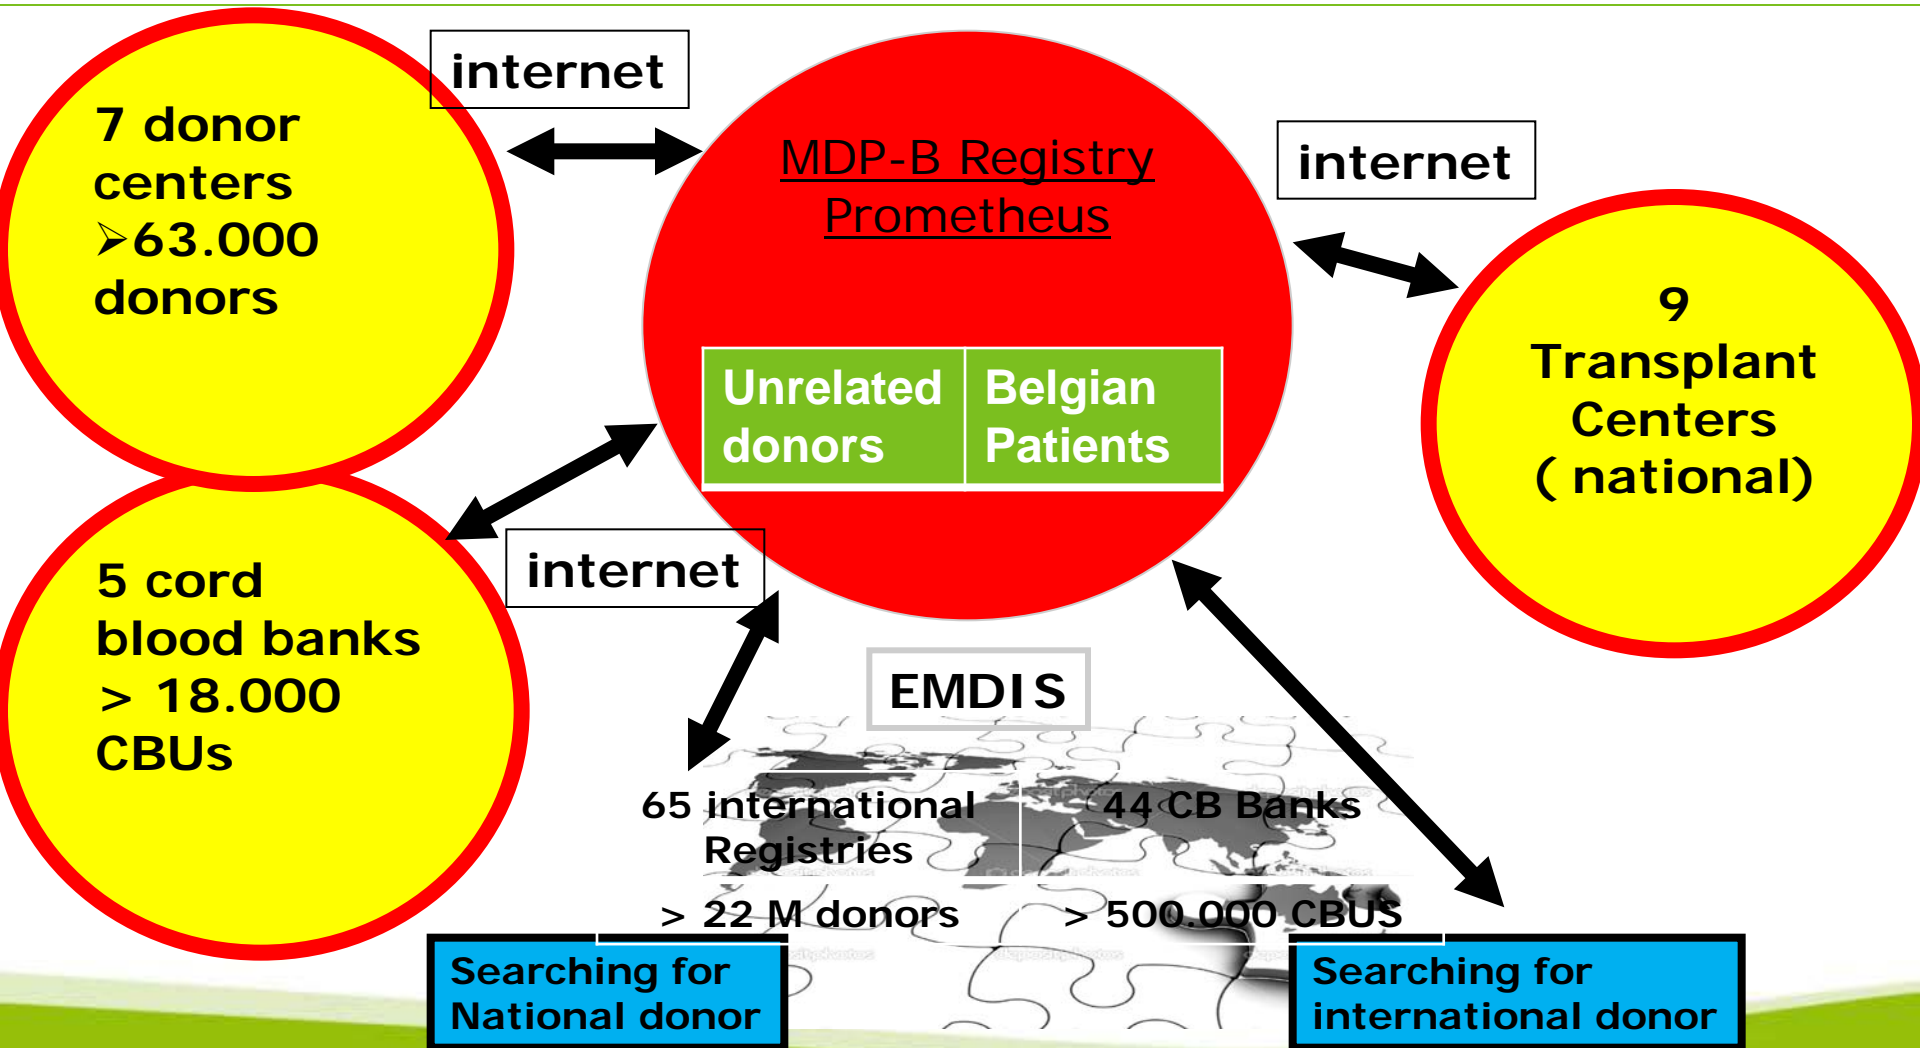 internet
7 donor
centers
➢63.000
donors
MDP-B Registry
Prometheus
internet
9
Transplant
Centers
( national)
Unrelated
donors
Belgian
Patients
5 cord
blood banks
> 18.000
CBUs
internet
EMDIS
65 international
Registries
44 CB Banks
> 22 M donors
> 500.000 CBUS
Searching for
National donor
Searching for
international donor